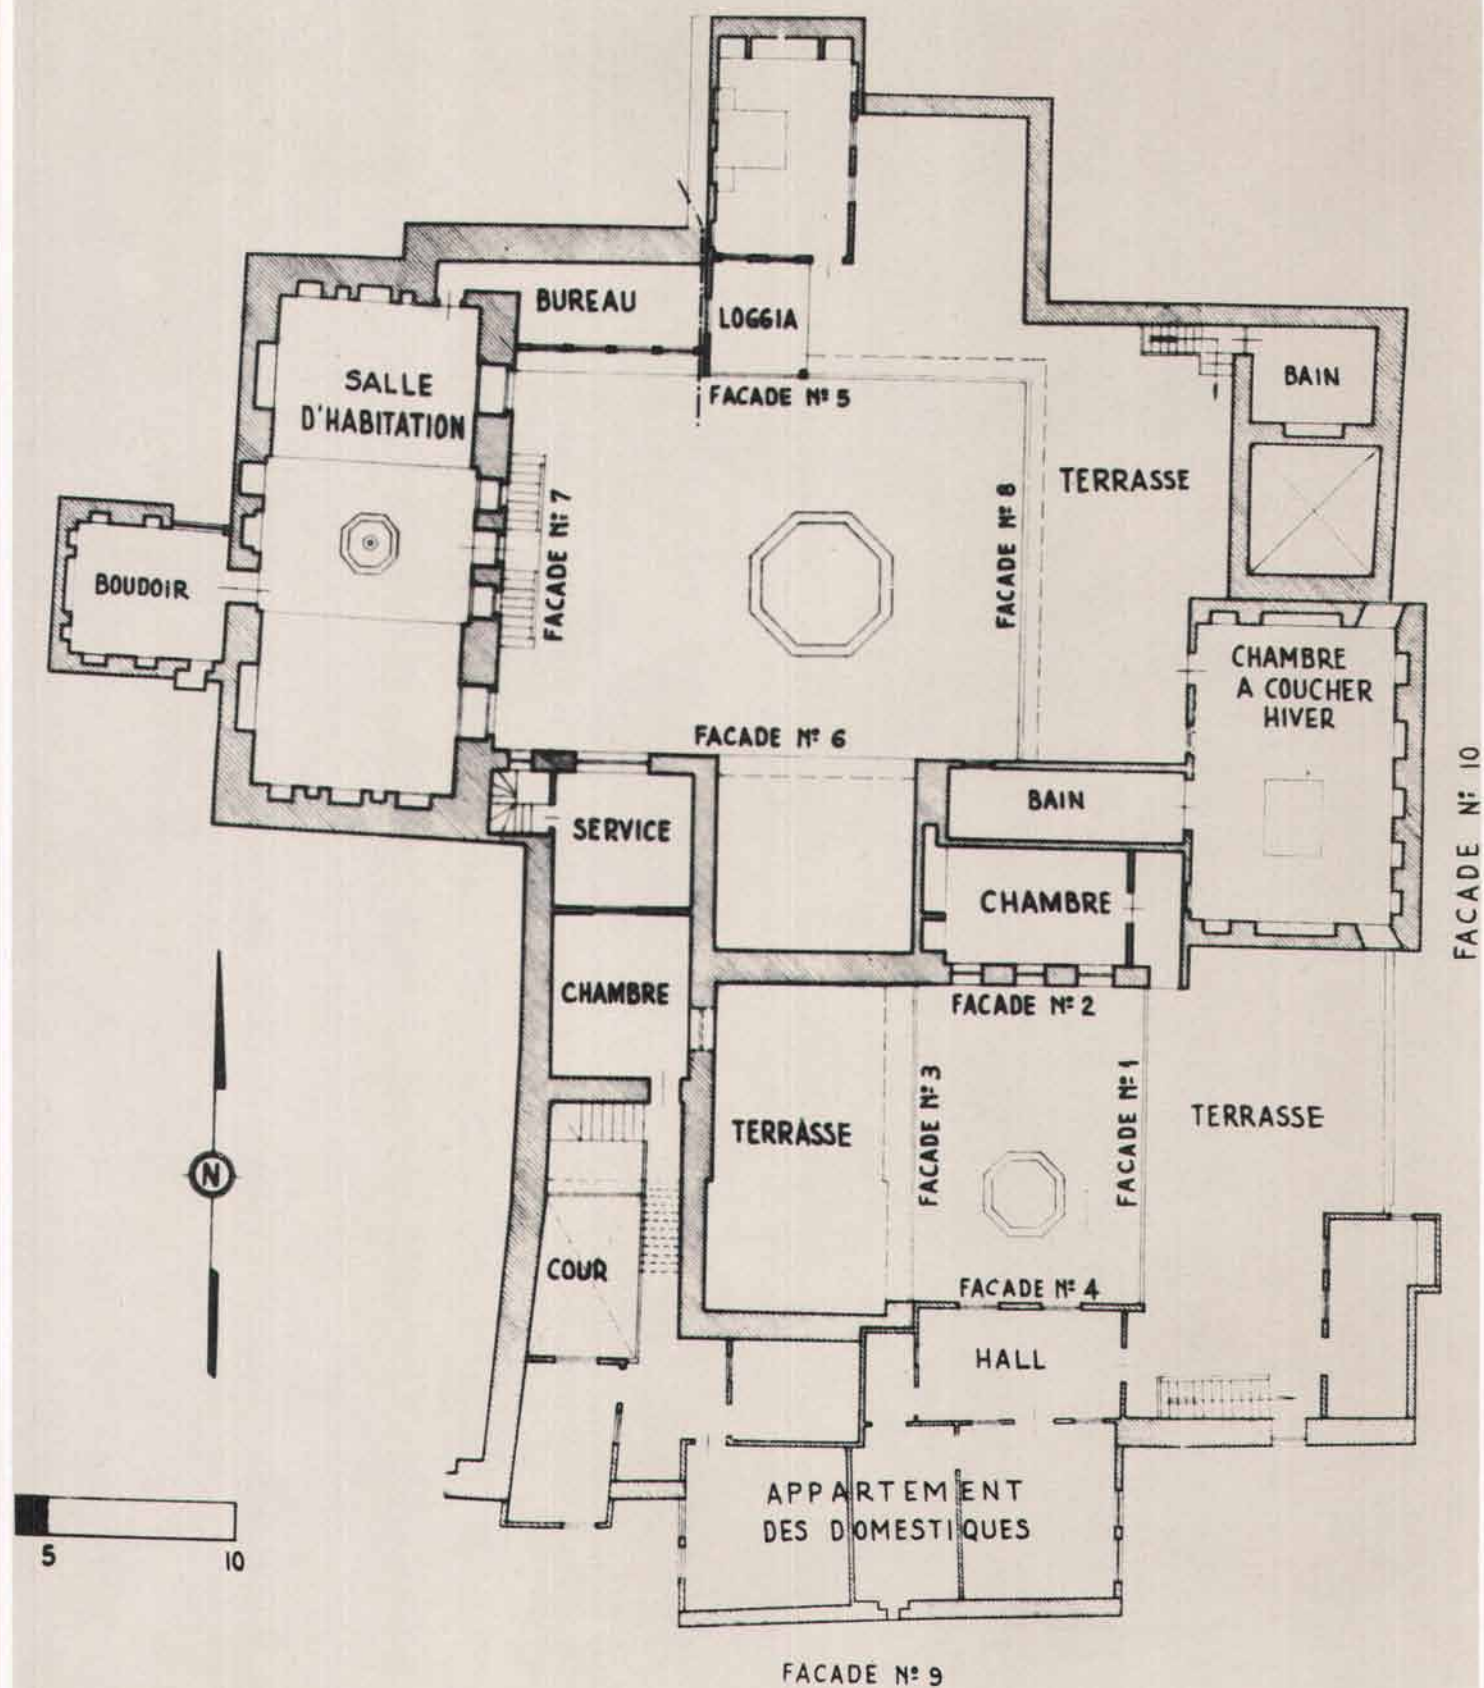 BUREAU
LOGGIA
SALLE
D'HABITATION
FACADE Nº 5
BAIN
TERRASSE
FACADE Nº 7
FACADE Nº 8
BOUDOIR
CHAMBRE
A COUCHER
HIVER
FACADE Nº 6
FACADE Nº 10
SERVICE
BAIN
CHAMBRE
CHAMBRE
FACADE Nº 2
FACADE Nº 3
FACADE Nº 1
TERRASSE
TERRASSE
N
COUR
FACADE Nº 4
HALL
APPARTEMENT
DES DOMESTIQUES
5
10
FACADE Nº 9